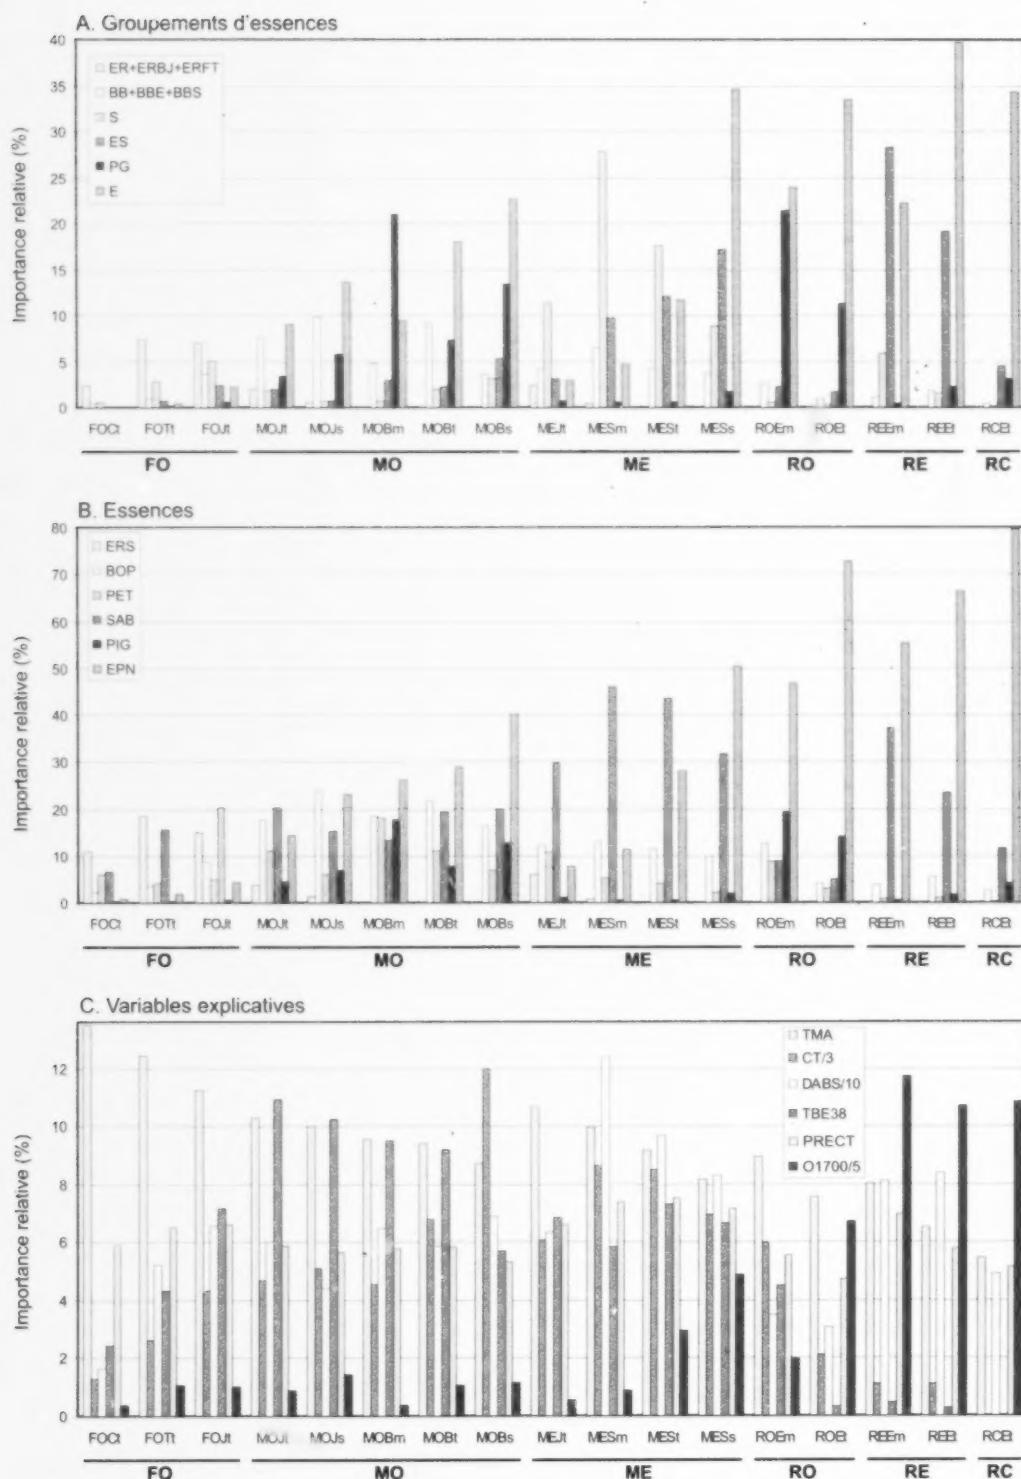 A. Groupements d'essences
Importance relative (%)
40
35
30
25
20
15
10
5
0
ER+ERBJ+ERFT
BB+BBE+BBS
S
ES
PG
E
FOCt FOTt FOJt MOJt MOJs MOBm MOBt MOBs MEJt MESm MESt MESs ROEm ROEt REEm REEt RCEt
FO MO ME RO RE RC
B. Essences
Importance relative (%)
80
70
60
50
40
30
20
10
0
ERS
BOP
PET
SAB
PIG
EPN
FOCt FOTt FOJt MOJt MOJs MOBm MOBt MOBs MEJt MESm MESt MESs ROEm ROEt REEm REEt RCEt
FO MO ME RO RE RC
C. Variables explicatives
Importance relative (%)
12
10
8
6
4
2
0
TMA
CT/3
DABS/10
TBE38
PRECT
O1700/5
FOCt FOTt FOJt MOJt MOJs MOBm MOBt MOBs MEJt MESm MESt MESs ROEm ROEt REEm REEt RCEt
FO MO ME RO RE RC